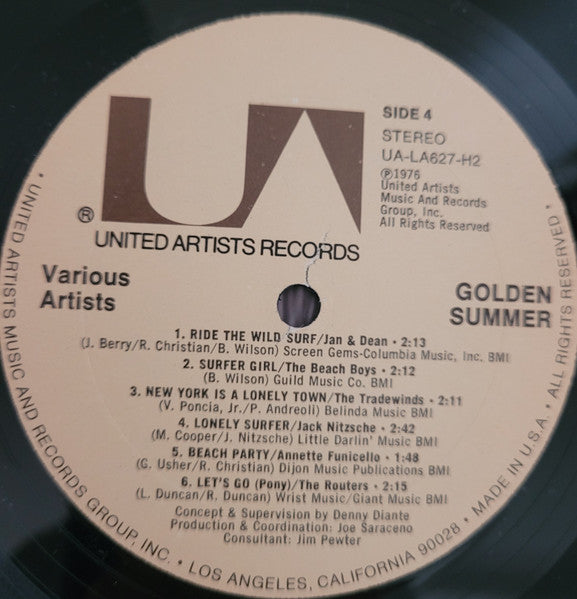 UA
®
UNITED ARTISTS RECORDS
SIDE 4
STEREO
UA-LA627-H2
℗1976
United Artists
Music And Records
Group, Inc.
All Rights Reserved
Various
Artists
GOLDEN
SUMMER
1. RIDE THE WILD SURF/Jan & Dean • 2:13
(J. Berry/R. Christian/B. Wilson) Screen Gems-Columbia Music, Inc. BMI
2. SURFER GIRL/The Beach Boys • 2:12
(B. Wilson) Guild Music Co. BMI
3. NEW YORK IS A LONELY TOWN/The Tradewinds • 2:11
(V. Poncia, Jr./P. Andreoli) Belinda Music BMI
4. LONELY SURFER/Jack Nitzsche • 2:42
(M. Cooper/J. Nitzsche) Little Darlin' Music BMI
5. BEACH PARTY/Annette Funicello • 1:48
(G. Usher/R. Christian) Dijon Music Publications BMI
6. LET'S GO (Pony)/The Routers • 2:15
(L. Duncan/R. Duncan) Wrist Music/Giant Music BMI
Concept & Supervision by Denny Diante
Production & Coordination: Joe Saraceno
Consultant: Jim Pewter
• UNITED ARTISTS MUSIC AND RECORDS GROUP, INC. • LOS ANGELES, CALIFORNIA 90028 • MADE IN U.S.A. • ALL RIGHTS RESERVED •